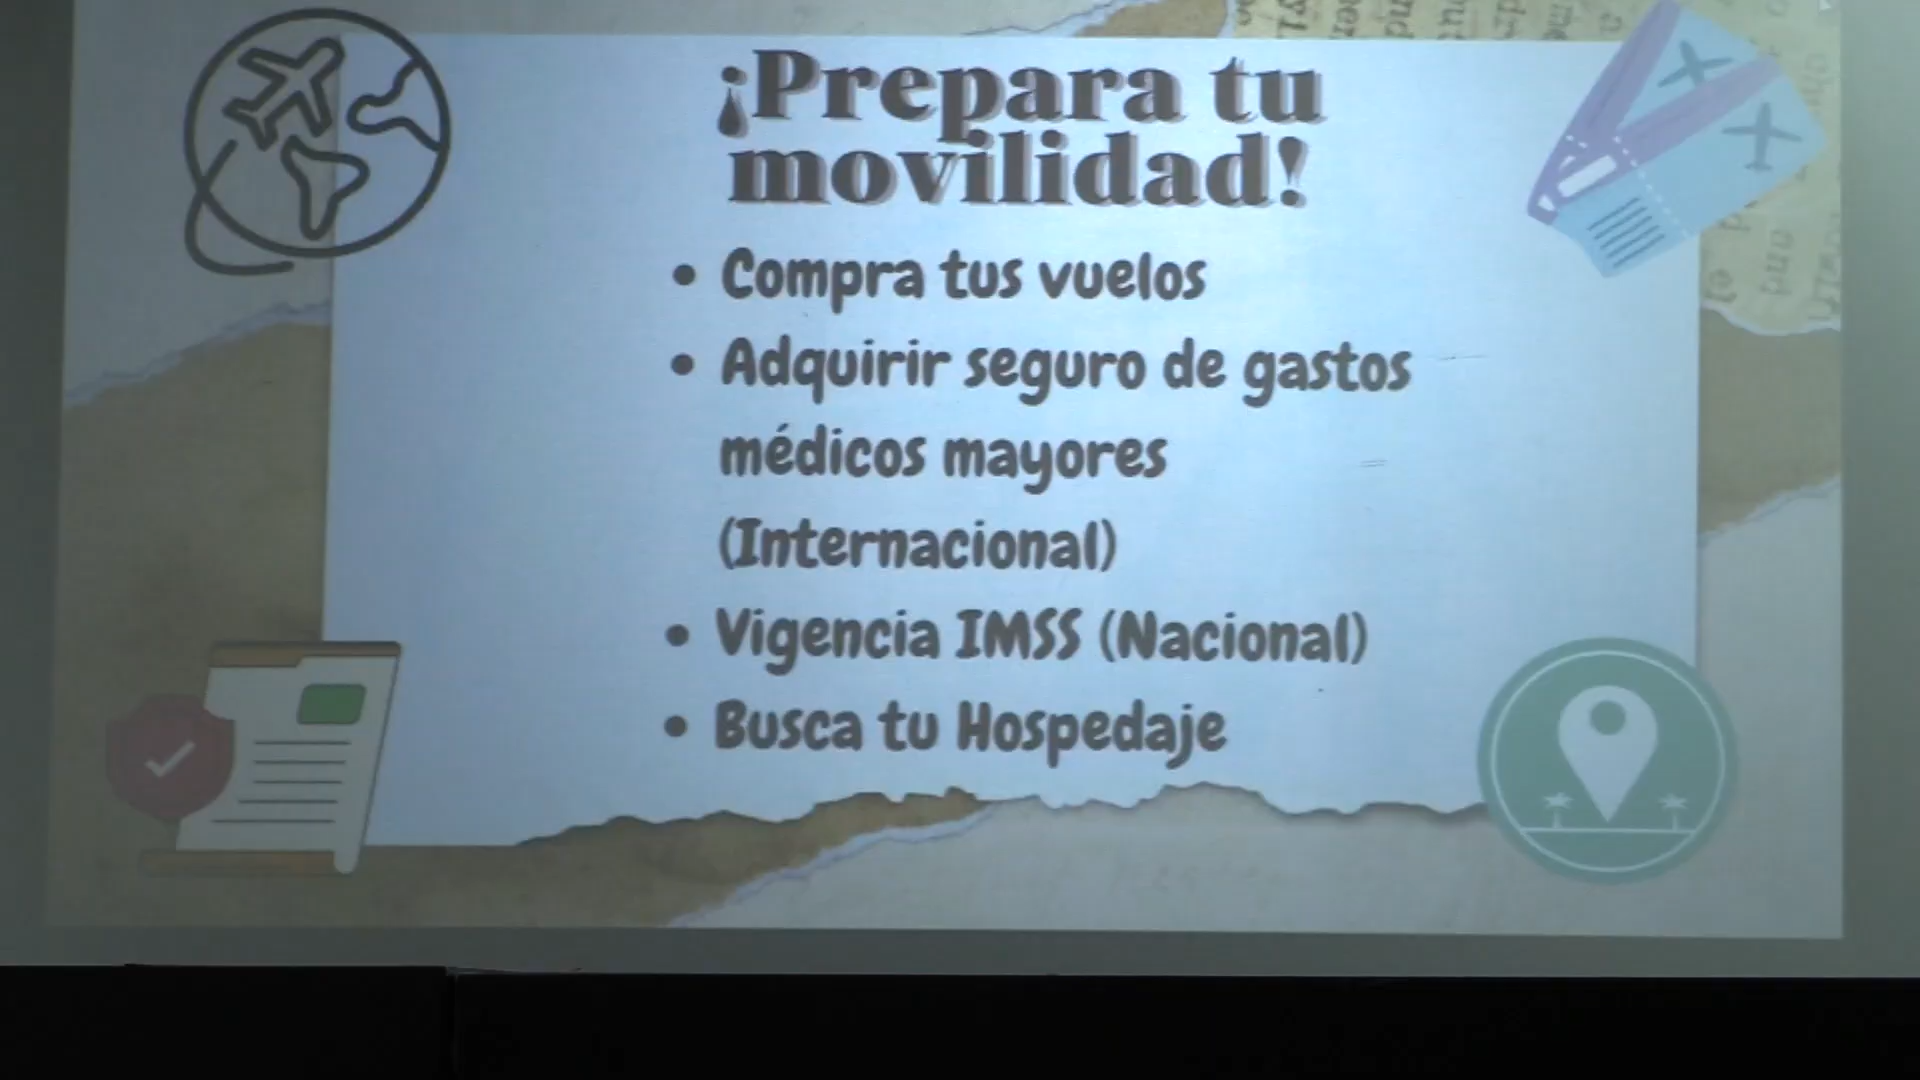 ¡Prepara tu
movilidad!
• Compra tus vuelos
• Adquirir seguro de gastos
médicos mayores
(Internacional)
• Vigencia IMSS (Nacional)
• Busca tu Hospedaje